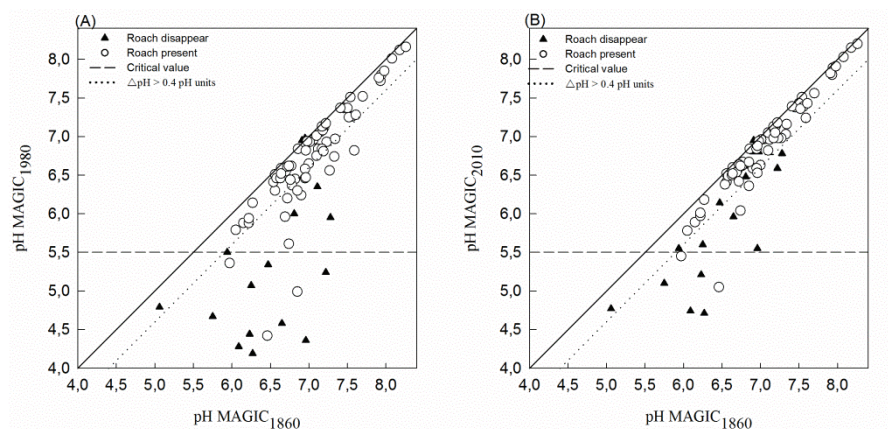 (A)
Roach disappear
Roach present
Critical value
△pH > 0.4 pH units
8,0
7,5
7,0
6,5
6,0
5,5
5,0
4,5
4,0
4,0 4,5 5,0 5,5 6,0 6,5 7,0 7,5 8,0
pH MAGIC1980
pH MAGIC1860
(B)
Roach disappear
Roach present
Critical value
△pH > 0.4 pH units
8,0
7,5
7,0
6,5
6,0
5,5
5,0
4,5
4,0
4,0 4,5 5,0 5,5 6,0 6,5 7,0 7,5 8,0
pH MAGIC2010
pH MAGIC1860